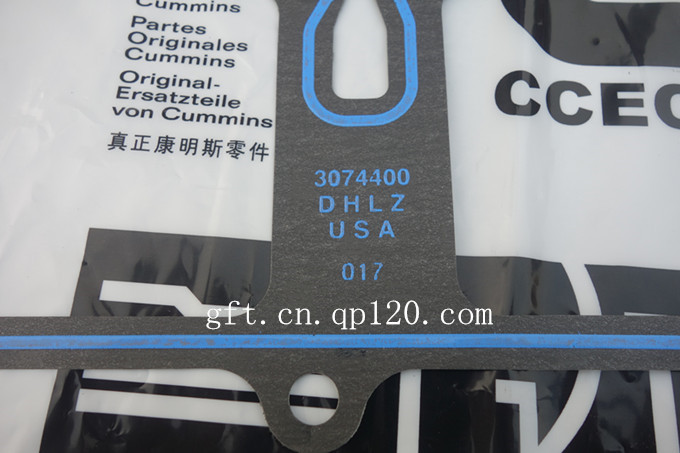 Cummins
Partes
Originales
Cummins
Original-
Ersatzteile
von Cummins
真正康明斯零件
CCEC
3074400
DHLZ
USA
017
gft.cn.qp120.com